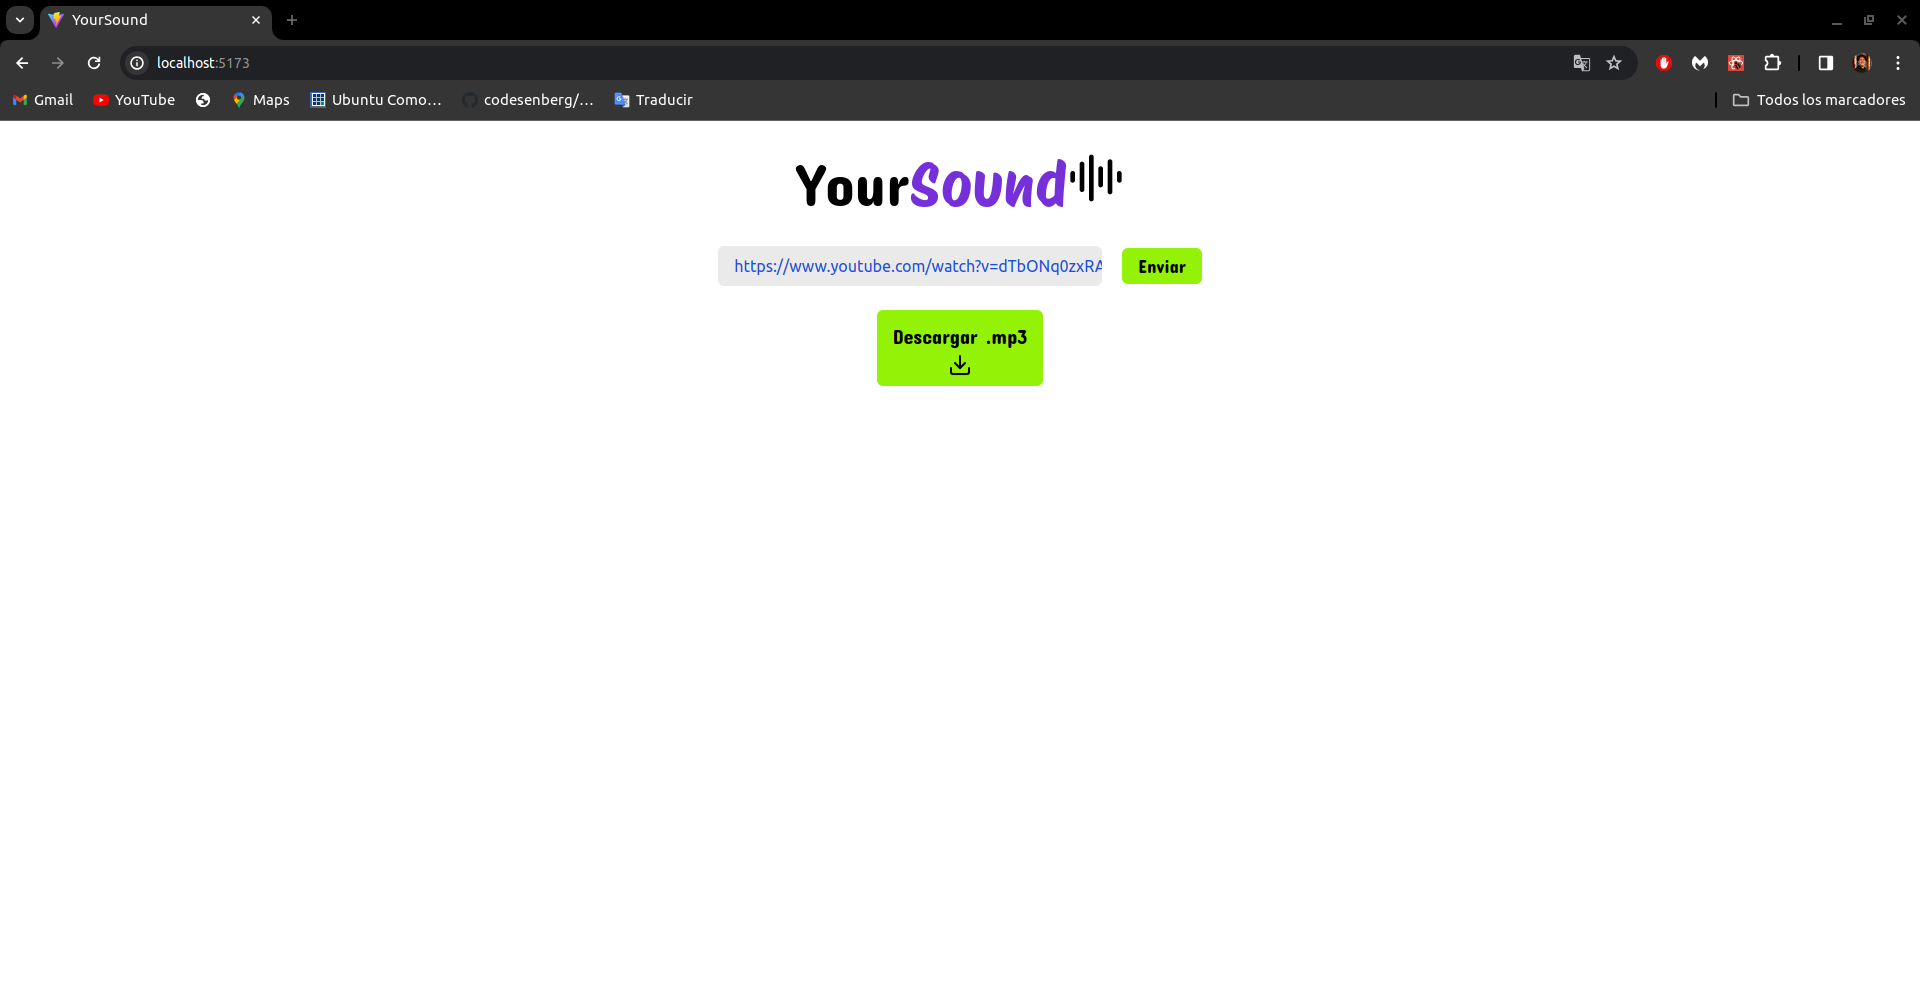 YourSound
localhost:5173
Gmail YouTube Maps Ubuntu Como... codesenberg/... Traducir Todos los marcadores
YourSound
https://www.youtube.com/watch?v=dTbONq0zxRA Enviar
Descargar .mp3